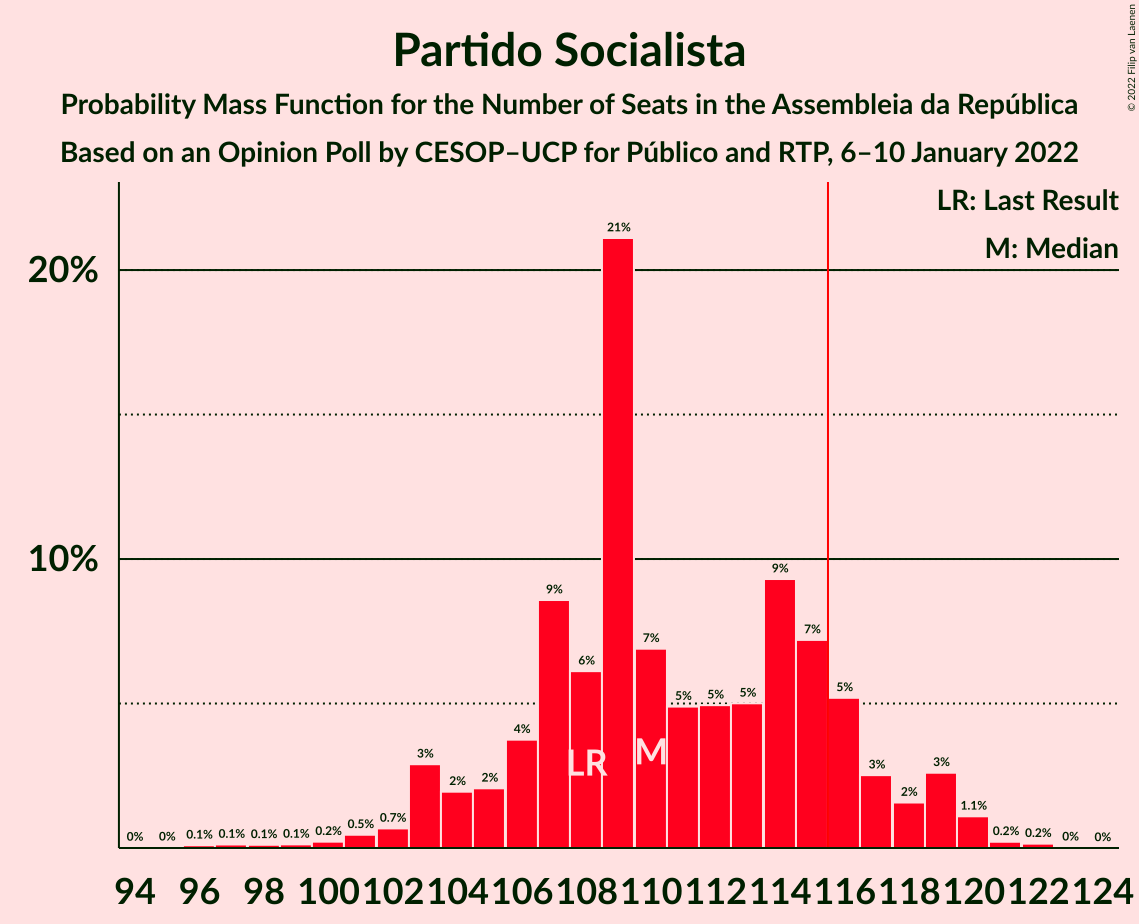 Partido Socialista
Probability Mass Function for the Number of Seats in the Assembleia da República
Based on an Opinion Poll by CESOP–UCP for Público and RTP, 6–10 January 2022
© 2022 Filip van Laenen
LR: Last Result
M: Median
20%
10%
0% 0% 0.1% 0.1% 0.1% 0.1% 0.2% 0.5% 0.7% 3% 2% 2% 4% 9% 6% 21% 7% 5% 5% 5% 9% 7% 5% 3% 2% 3% 1.1% 0.2% 0.2% 0% 0%
LR M
94 96 98 100 102 104 106 108 110 112 114 116 118 120 122 124